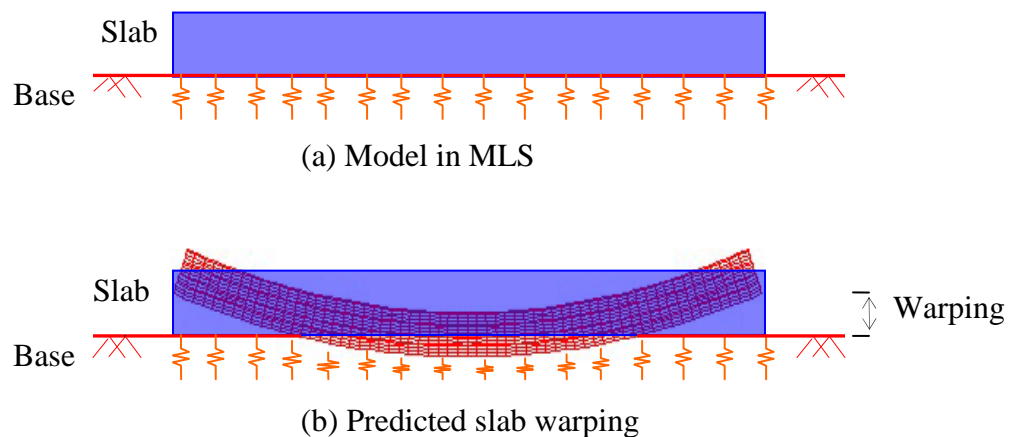 Slab
Base
(a) Model in MLS
Slab
Warping
Base
(b) Predicted slab warping